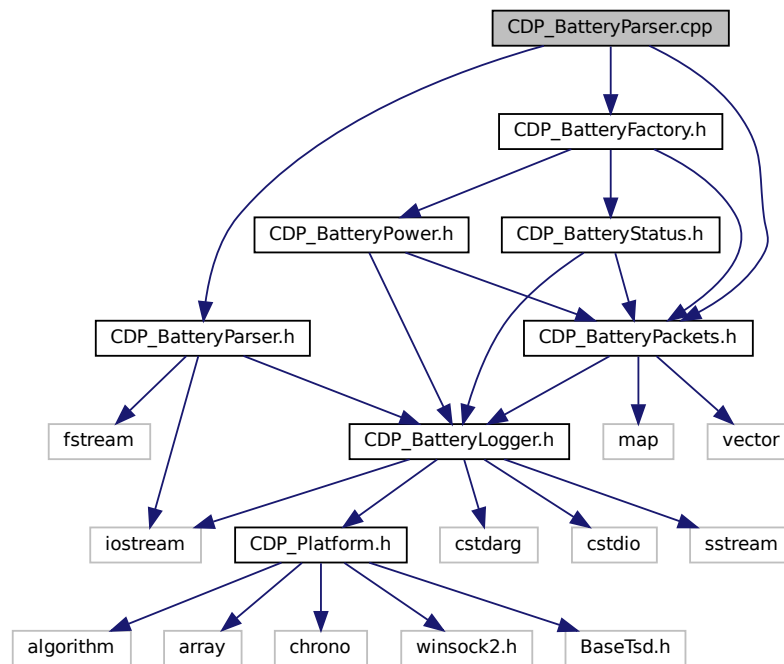 CDP_BatteryParser.cpp
CDP_BatteryFactory.h
CDP_BatteryPower.h
CDP_BatteryStatus.h
CDP_BatteryParser.h
CDP_BatteryPackets.h
fstream
CDP_BatteryLogger.h
map
vector
iostream
CDP_Platform.h
cstdarg
cstdio
sstream
algorithm
array
chrono
winsock2.h
BaseTsd.h